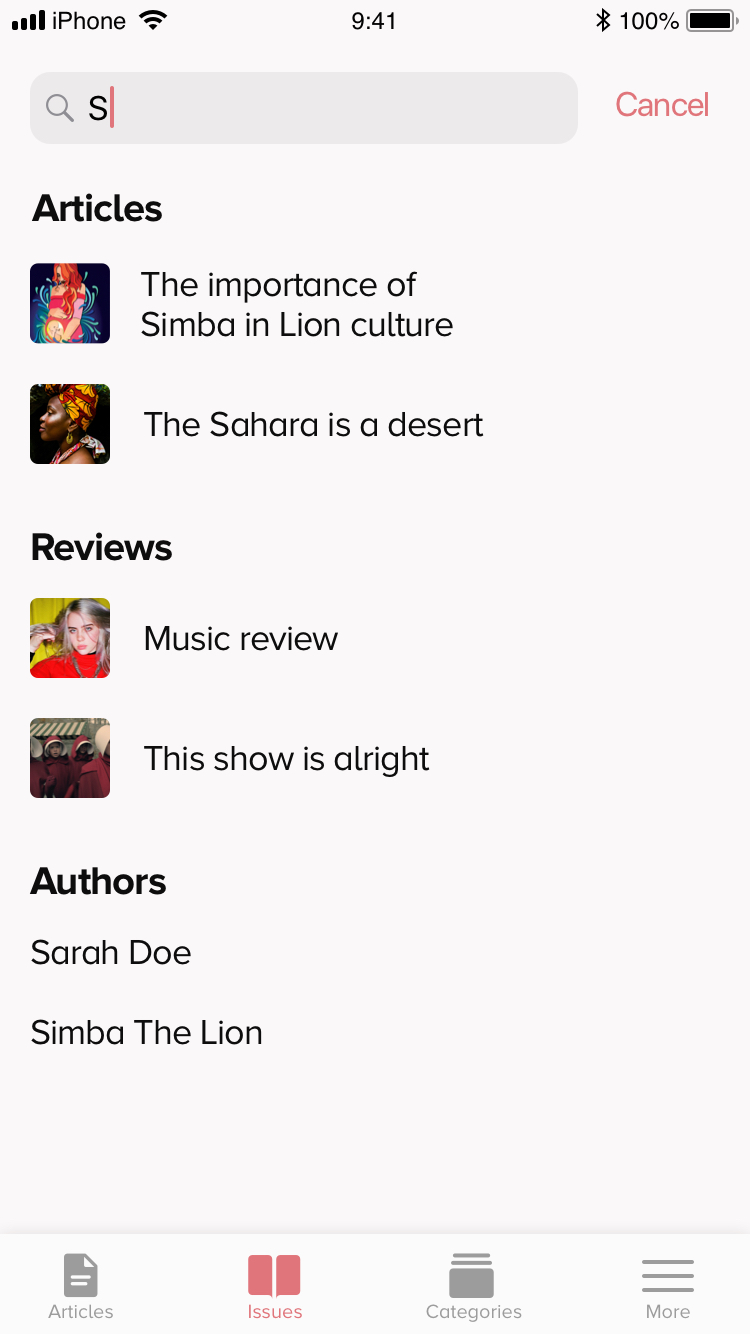 iPhone 9:41 100%
S Cancel
Articles
The importance of
Simba in Lion culture
The Sahara is a desert
Reviews
Music review
This show is alright
Authors
Sarah Doe
Simba The Lion
Articles Issues Categories More